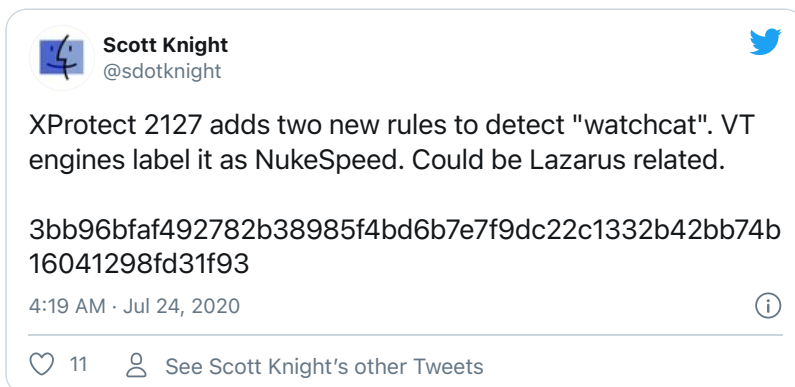 Scott Knight
@sdotknight
XProtect 2127 adds two new rules to detect "watchcat". VT
engines label it as NukeSpeed. Could be Lazarus related.
3bb96bfaf492782b38985f4bd6b7e7f9dc22c1332b42bb74b
16041298fd31f93
4:19 AM · Jul 24, 2020
11 See Scott Knight's other Tweets